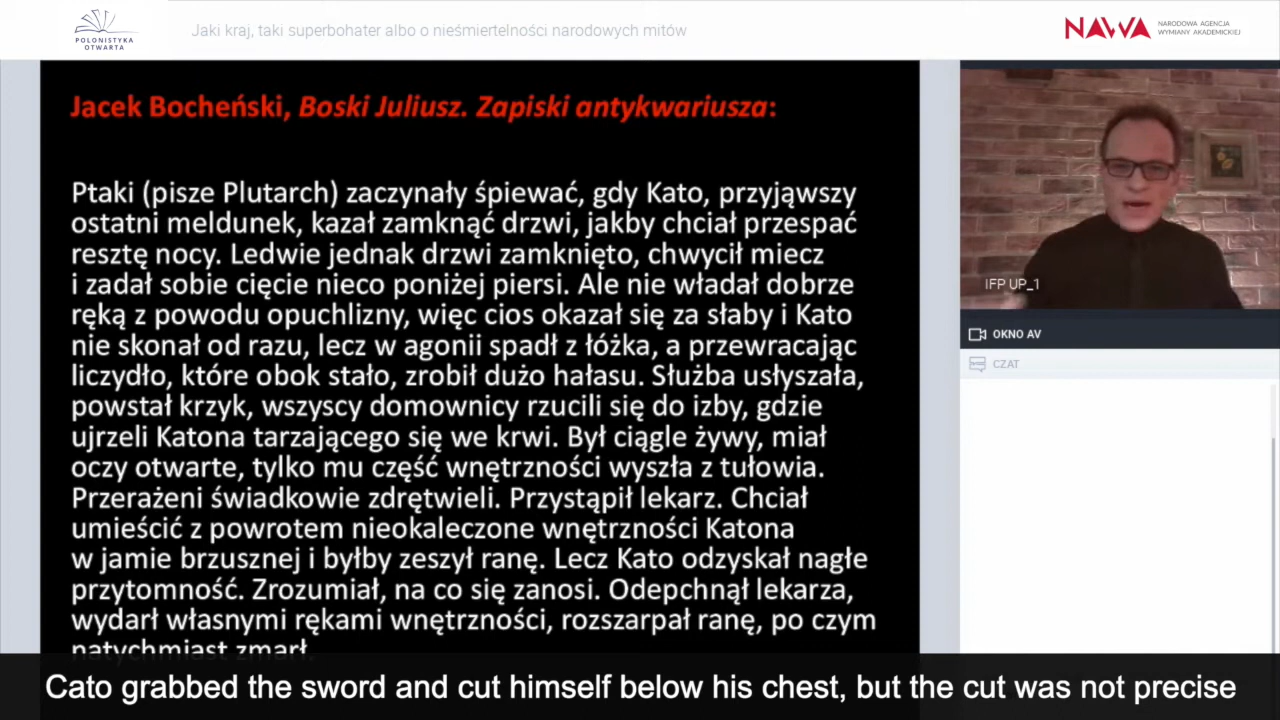 POLONISTYKA
OTWARTA
Jaki kraj, taki superbohater albo o nieśmiertelności narodowych mitów
NAWA
NARODOWA AGENCJA
WYMIANY AKADEMICKIEJ
Jacek Bocheński, Boski Juliusz. Zapiski antykwariusza:
Ptaki (pisze Plutarch) zaczynały śpiewać, gdy Kato, przyjąwszy
ostatni meldunek, kazał zamknąć drzwi, jakby chciał przespać
resztę nocy. Ledwie jednak drzwi zamknięto, chwycił miecz
i zadał sobie cięcie nieco poniżej piersi. Ale nie władał dobrze
ręką z powodu opuchlizny, więc cios okazał się za słaby i Kato
nie skonał od razu, lecz w agonii spadł z łóżka, a przewracając
liczydło, które obok stało, zrobił dużo hałasu. Służba usłyszała,
powstał krzyk, wszyscy domownicy rzucili się do izby, gdzie
ujrzeli Katona tarzającego się we krwi. Był ciągle żywy, miał
oczy otwarte, tylko mu część wnętrzności wyszła z tułowia.
Przerażeni świadkowie zdrętwieli. Przystąpił lekarz. Chciał
umieścić z powrotem nieokaleczone wnętrzności Katona
w jamie brzusznej i byłby zeszył ranę. Lecz Kato odzyskał nagłe
przytomność. Zrozumiał, na co się zanosi. Odepchnął lekarza,
wydarł własnymi rękami wnętrzności, rozszarpał ranę, po czym
natychmiast zmarł.
IFP UP_1
OKNO AV
CZAT
Cato grabbed the sword and cut himself below his chest, but the cut was not precise